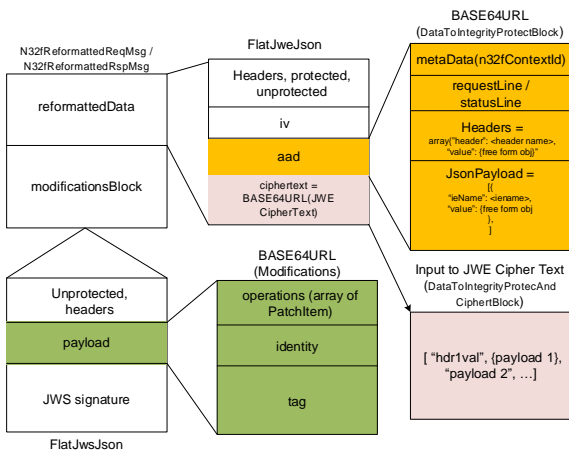 N32fReformattedReqMsg /
N32fReformattedRspMsg
reformattedData
modificationsBlock
FlatJweJson
Headers, protected,
unprotected
iv
aad
ciphertext =
BASE64URL(JWE
CipherText)
BASE64URL
(DataToIntegrityProtectBlock)
metaData(n32fContextId)
requestLine /
statusLine
Headers =
array("header": <header name>,
"value": {free form obj}"
JsonPayload =
[{
"ieName": <iename>,
"value": {free form obj
},
]
Unprotected,
headers
payload
JWS signature
FlatJwsJson
BASE64URL
(Modifications)
operations (array of
PatchItem)
identity
tag
Input to JWE Cipher Text
(DataToIntegrityProtecAnd
CiphertBlock)
[ “hdr1val”, {payload 1},
“payload 2”, …]